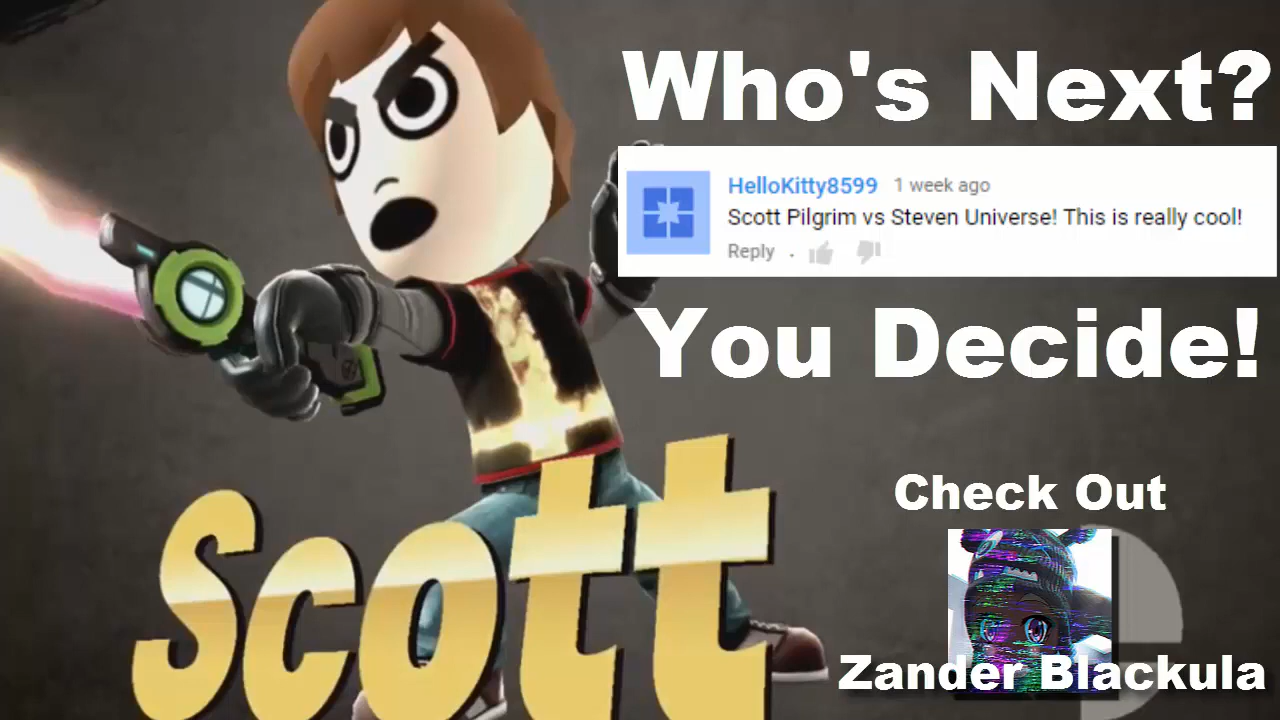 Who's Next?
HelloKitty8599 1 week ago
Scott Pilgrim vs Steven Universe! This is really cool!
Reply .
You Decide!
Scott
Check Out
Zander Blackula